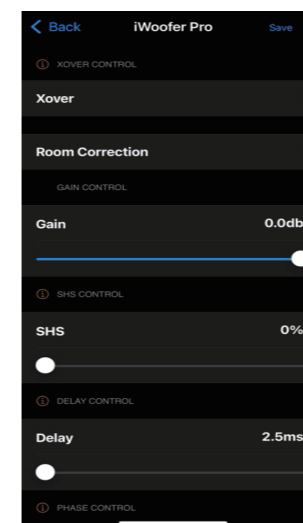 Back iWoofer Pro Save
XOVER CONTROL
Xover
Room Correction
GAIN CONTROL
Gain 0.0db
SHS CONTROL
SHS 0%
DELAY CONTROL
Delay 2.5ms
PHASE CONTROL